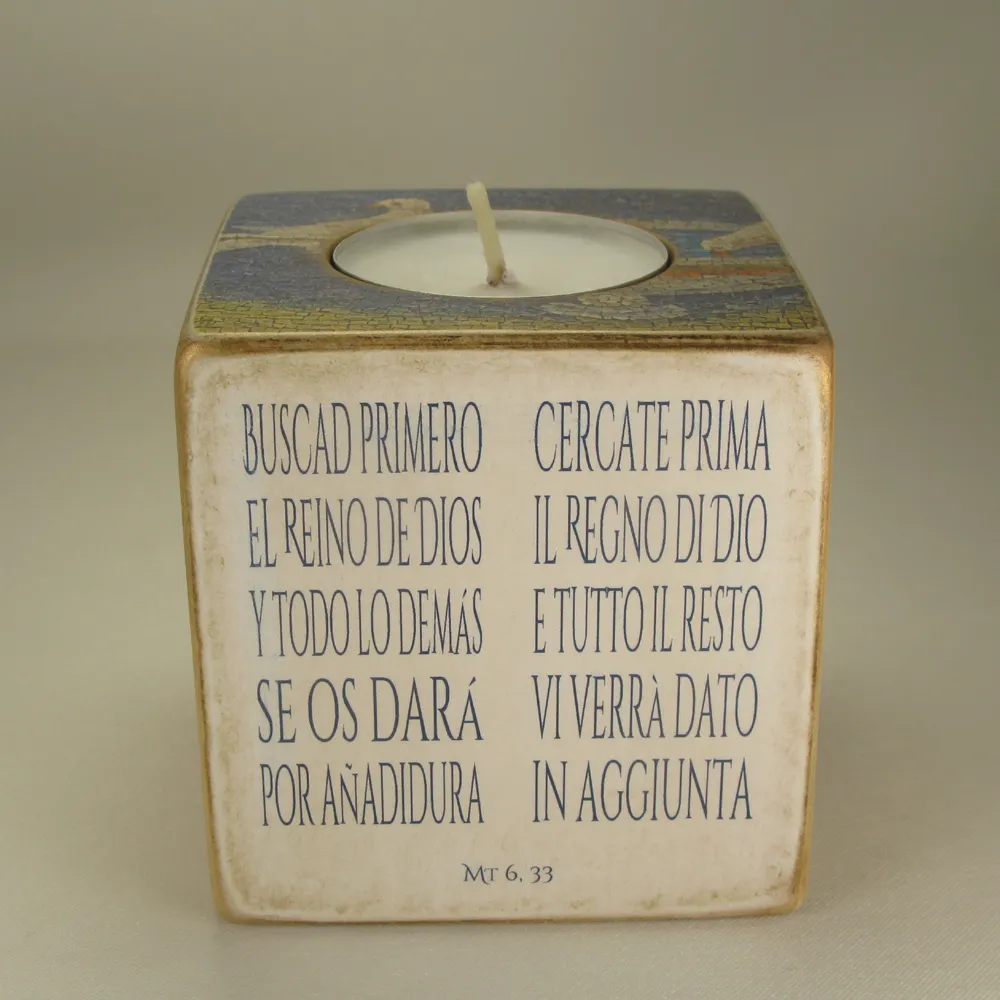 BUSCAD PRIMERO
EL REINO DE DIOS
Y TODO LO DEMÁS
SE OS DARÁ
POR AÑADIDURA
CERCATE PRIMA
IL REGNO DI DIO
E TUTTO IL RESTO
VI VERRÀ DATO
IN AGGIUNTA
MT 6, 33